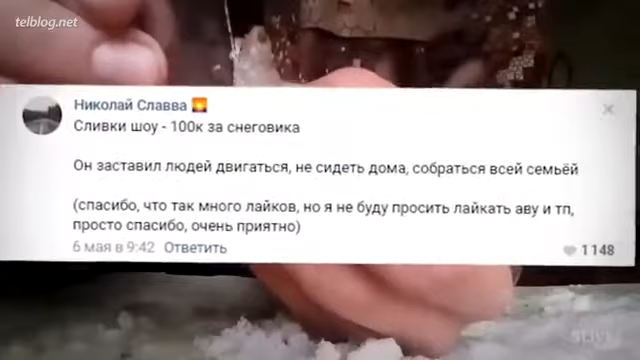 telblog.net
Николай Славва
Сливки шоу - 100к за снеговика
Он заставил людей двигаться, не сидеть дома, собраться всей семьёй
(спасибо, что так много лайков, но я не буду просить лайкать аву и тп,
просто спасибо, очень приятно)
6 мая в 9:42 Ответить
1148